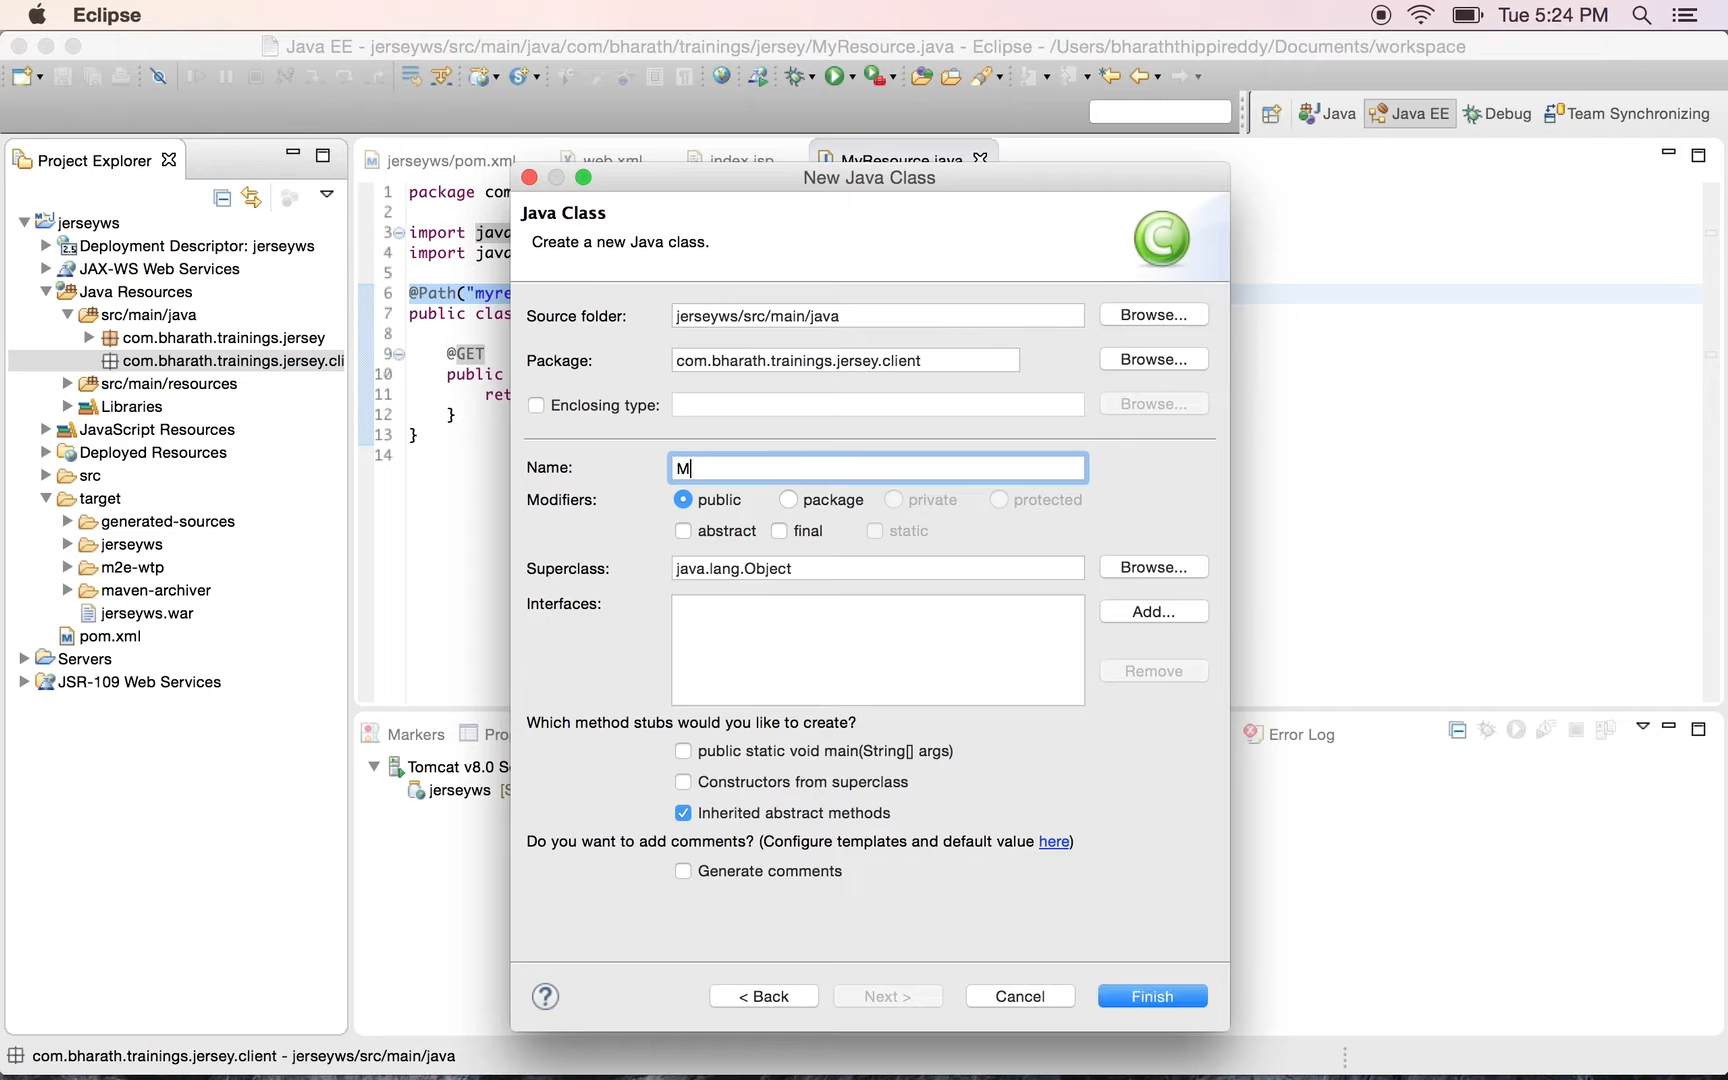 Eclipse
Tue 5:24 PM
Java EE - jerseyws/src/main/java/com/bharath/trainings/jersey/MyResource.java - Eclipse - /Users/bharaththippireddy/Documents/workspace
Java
Java EE
Debug
Team Synchronizing
Project Explorer
jerseyws
Deployment Descriptor: jerseyws
JAX-WS Web Services
Java Resources
src/main/java
com.bharath.trainings.jersey
com.bharath.trainings.jersey.cli
src/main/resources
Libraries
JavaScript Resources
Deployed Resources
src
target
generated-sources
jerseyws
m2e-wtp
maven-archiver
jerseyws.war
pom.xml
Servers
JSR-109 Web Services
jerseyws/pom.xml
web.xml
index.jsp
MyResource.java
1 package com
2
3 import java
4 import java
5
6 @Path("myre
7 public clas
8
9 @GET
10 public
11 ret
12 }
13 }
14
New Java Class
Java Class
Create a new Java class.
Source folder: jerseyws/src/main/java Browse...
Package: com.bharath.trainings.jersey.client Browse...
Enclosing type: Browse...
Name: M
Modifiers: public package private protected
abstract final static
Superclass: java.lang.Object Browse...
Interfaces: Add...
Remove
Which method stubs would you like to create?
public static void main(String[] args)
Constructors from superclass
Inherited abstract methods
Do you want to add comments? (Configure templates and default value here)
Generate comments
? < Back Next > Cancel Finish
Markers
Pro
Error Log
Tomcat v8.0 S
jerseyws [S
com.bharath.trainings.jersey.client - jerseyws/src/main/java